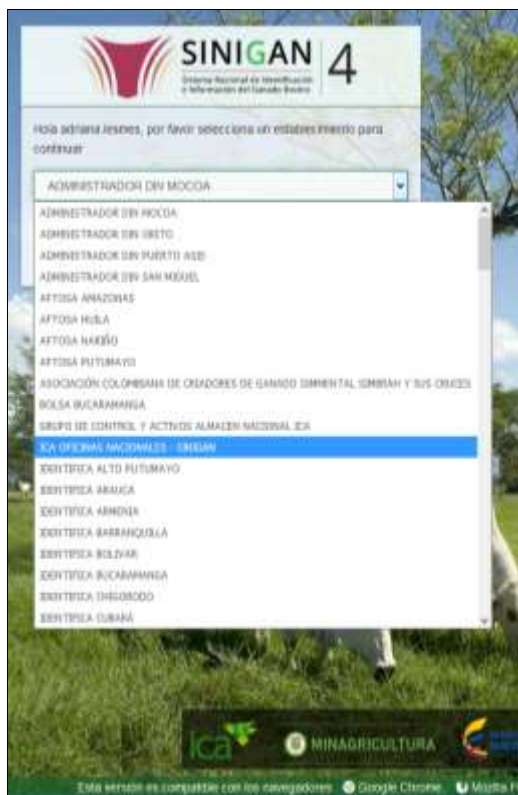 SINIGAN 4
Sistema Nacional de Identificación
e Información del Ganado Bovino
Hola adriana lesmes, por favor selecciona un establecimiento para
continuar
ADMINISTRADOR DIN MOCOA
ADMINISTRADOR DIN MOCOA
ADMINISTRADOR DIN ORITO
ADMINISTRADOR DIN PUERTO ASIS
ADMINISTRADOR DIN SAN MIGUEL
AFTOSA AMAZONAS
AFTOSA HUILA
AFTOSA NARIÑO
AFTOSA PUTUMAYO
ASOCIACIÓN COLOMBIANA DE CRIADORES DE GANADO SIMMENTAL SIMBRAH Y SUS CRUCES
BOLSA BUCARAMANGA
GRUPO DE CONTROL Y ACTIVOS ALMACEN NACIONAL ICA
ICA OFICINAS NACIONALES - SINIGAN
IDENTIFICA ALTO PUTUMAYO
IDENTIFICA ARAUCA
IDENTIFICA ARMENIA
IDENTIFICA BARRANQUILLA
IDENTIFICA BOLIVAR
IDENTIFICA BUCARAMANGA
IDENTIFICA CHIGORODO
IDENTIFICA CUBARÁ
ica MINAGRICULTURA
Esta version es compatible con los navegadores Google Chrome Mozilla